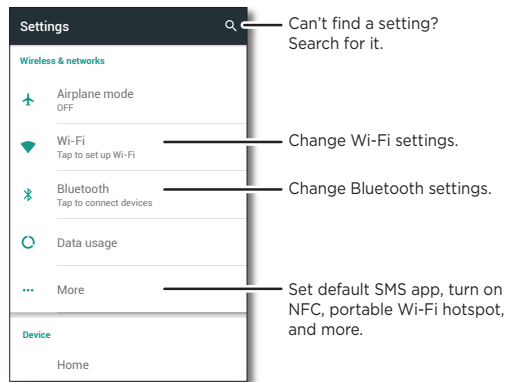 Settings
Can't find a setting?
Search for it.
Wireless & networks
Airplane mode
OFF
Wi-Fi
Tap to set up Wi-Fi
Change Wi-Fi settings.
Bluetooth
Tap to connect devices
Change Bluetooth settings.
Data usage
More
Set default SMS app, turn on
NFC, portable Wi-Fi hotspot,
and more.
Device
Home